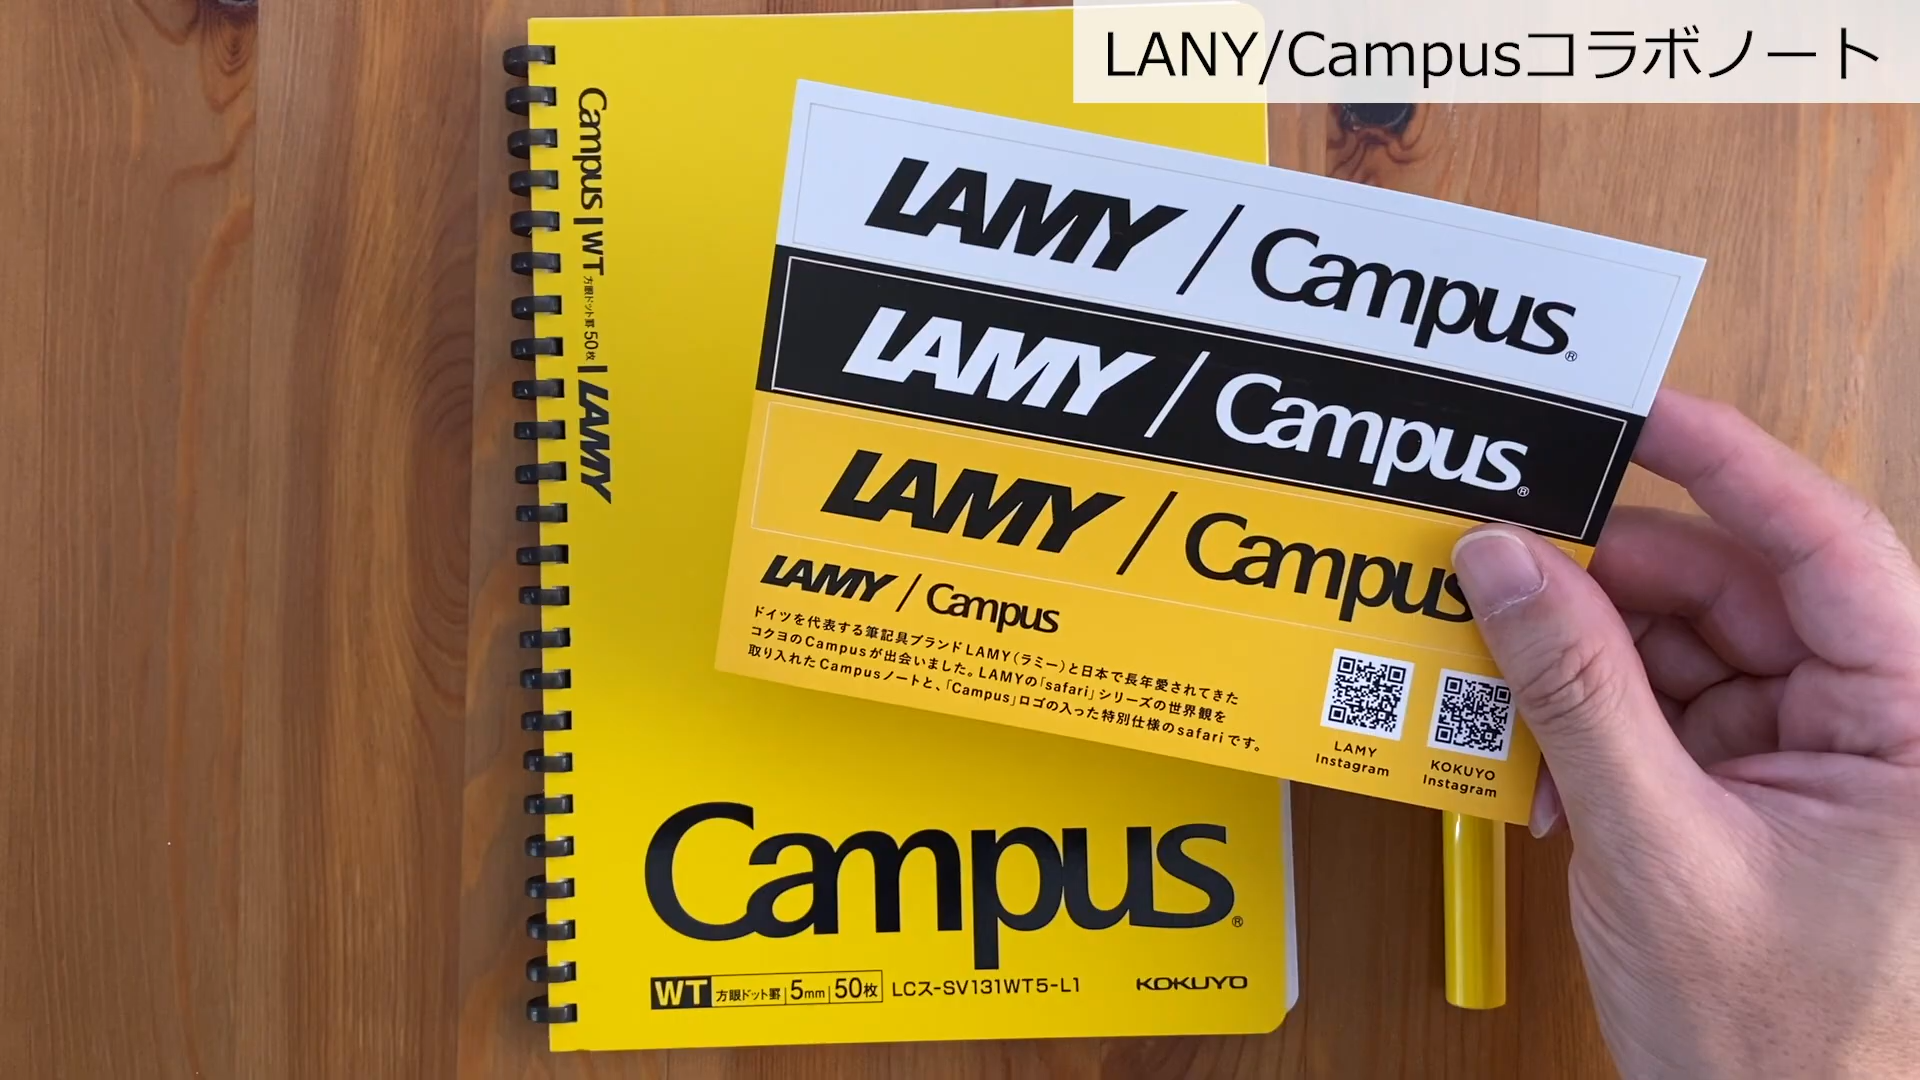 LANY/Campusコラボノート
Campus WT 方眼ドット罫 50枚 LAMY
LAMY / Campus®
LAMY / Campus®
LAMY / Campus
LAMY / Campus
ドイツを代表する筆記具ブランドLAMY(ラミー)と日本で長年愛されてきた
コクヨのCampusが出会いました。LAMYの「safari」シリーズの世界観を
取り入れたCampusノートと、「Campus」ロゴの入った特別仕様のsafariです。
LAMY
Instagram
KOKUYO
Instagram
Campus®
WT 方眼ドット罫 5mm 50枚 LCス-SV131WT5-L1 KOKUYO